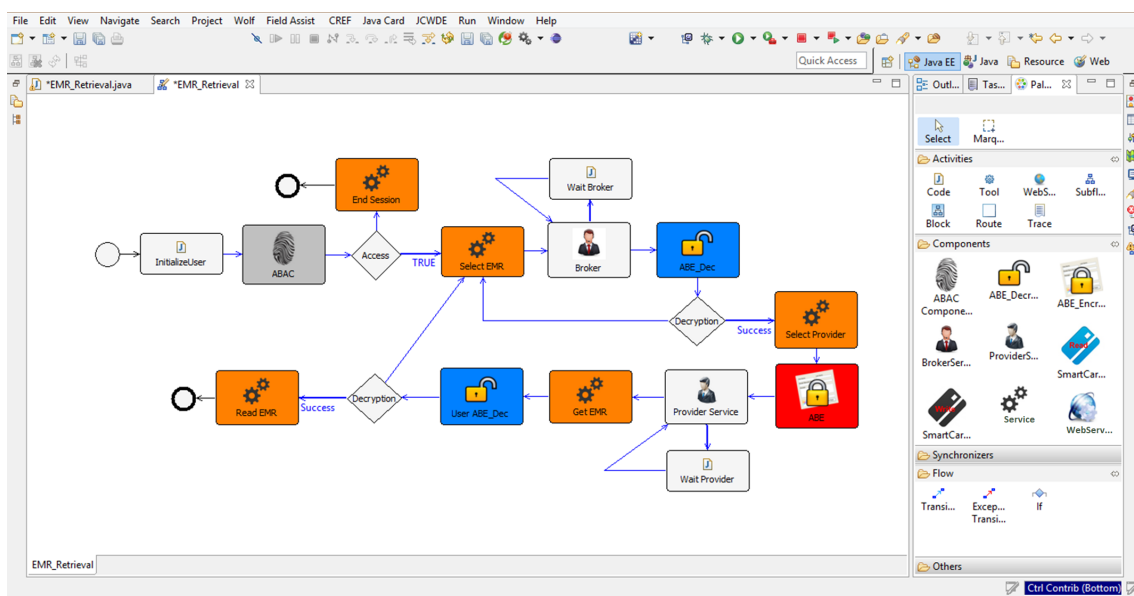 File Edit View Navigate Search Project Wolf Field Assist CREF Java Card JCWDE Run Window Help
Quick Access
Java EE
Java
Resource
Web
*EMR_Retrieval.java
*EMR_Retrieval
Outl...
Tas...
Pal...
Select
Marq...
Activities
Code
Tool
WebS...
Subfl...
Block
Route
Trace
Components
ABAC
Compone...
ABE_Decr...
ABE_Encr...
BrokerSer...
ProviderS...
Read
SmartCar...
SmartCar...
Service
WebServ...
Synchronizers
Flow
Transi...
Excep...
Transi...
If
Others
End Session
Wait Broker
InitializeUser
ABAC
Access
TRUE
Select EMR
Broker
ABE_Dec
Decryption
Success
Select Provider
Read EMR
Success
Decryption
User ABE_Dec
Get EMR
Provider Service
ABE
Wait Provider
EMR_Retrieval
Ctrl Contrib (Bottom)